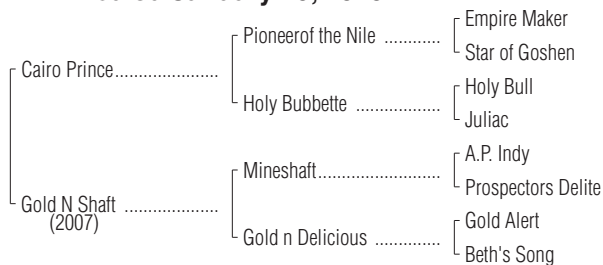 Pioneerof the Nile ............ Empire Maker
Star of Goshen
Cairo Prince......................
Holy Bubbette .................. Holy Bull
Juliac
Mineshaft.......................... A.P. Indy
Prospectors Delite
Gold N Shaft ....................
(2007)
Gold n Delicious .............. Gold Alert
Beth's Song